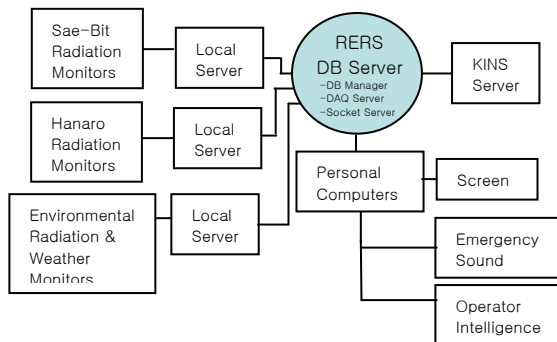 Sae-Bit
Radiation
Monitors
Local
Server
RERS
DB Server
-DB Manager
-DAQ Server
-Socket Server
KINS
Server
Hanaro
Radiation
Monitors
Local
Server
Personal
Computers
Screen
Environmental
Radiation &
Weather
Monitors
Local
Server
Emergency
Sound
Operator
Intelligence